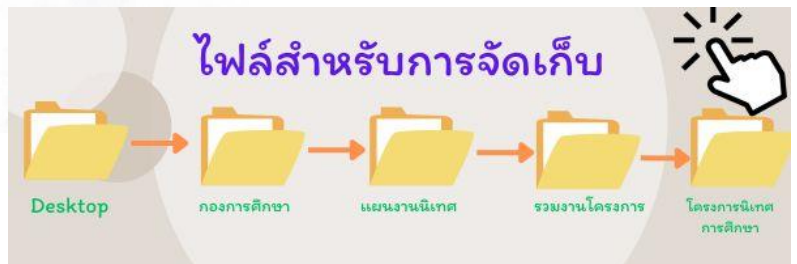 ไฟล์สำหรับการจัดเก็บ
Desktop
กองการศึกษา
แผนงานนิเทศ
รวมงานโครงการ
โครงการนิเทศ
การศึกษา